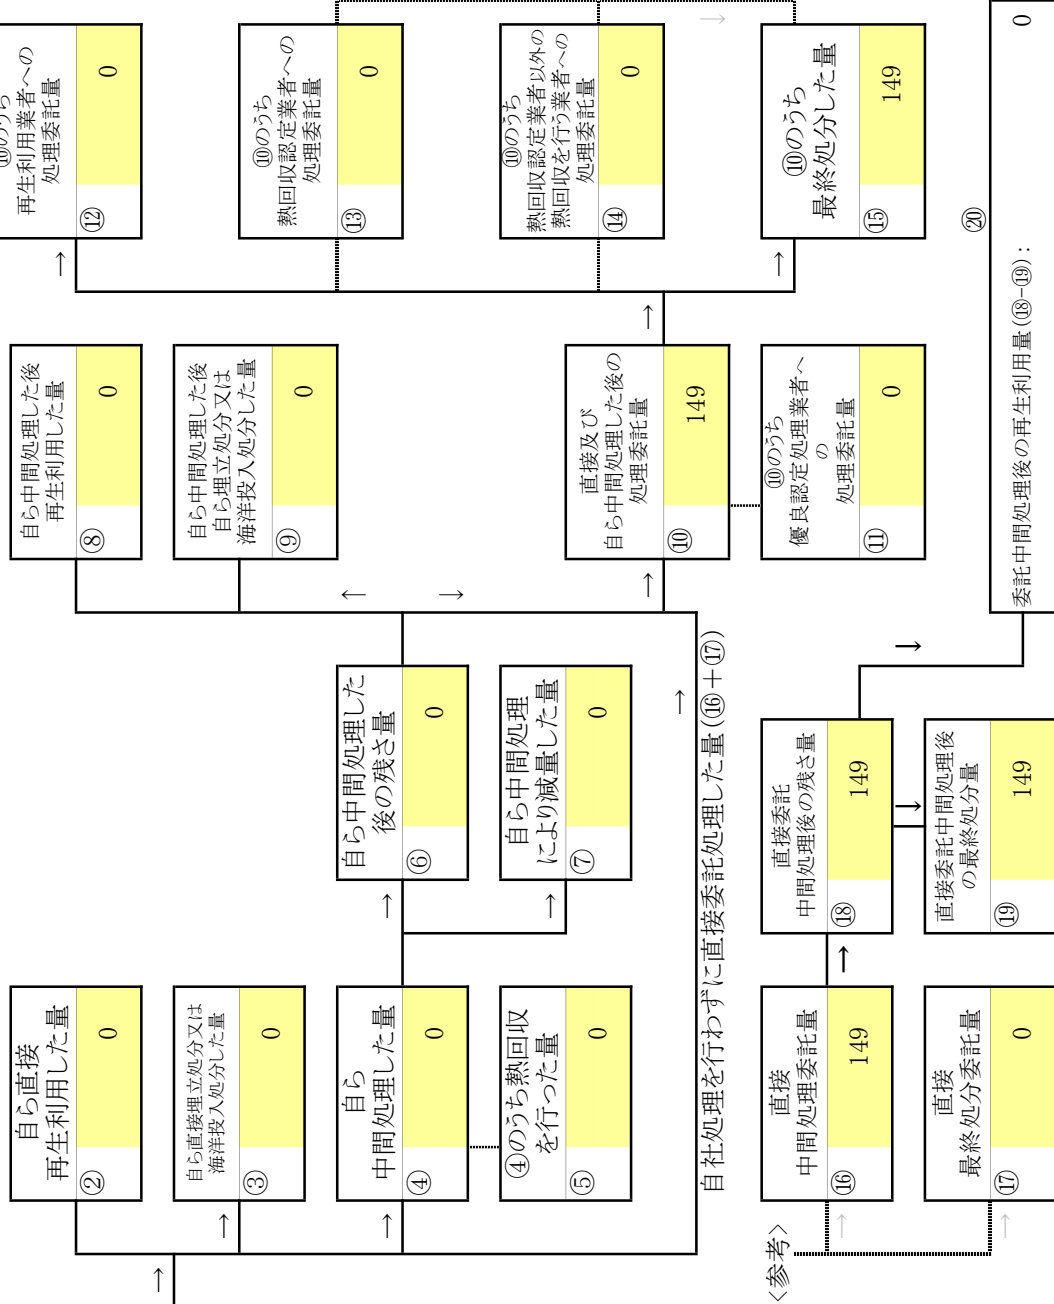 自ら直接
再生利用した量
② 0
自ら直接埋立処分又は
海洋投入処分した量
③ 0
自ら
中間処理した量
④ 0
④のうち熱回収
を行った量
⑤ 0
自ら中間処理した
後の残さ量
⑥ 0
自ら中間処理
により減量した量
⑦ 0
自ら中間処理した後
再生利用した量
⑧ 0
自ら中間処理した後
自ら埋立処分又は
海洋投入処分した量
⑨ 0
直接及び
自ら中間処理した後の
処理委託量
⑩ 149
⑩のうち
優良認定処理業者へ
の
処理委託量
⑪ 0
⑩のうち
再生利用業者への
処理委託量
⑫ 0
⑩のうち
熱回収認定業者への
処理委託量
⑬ 0
⑩のうち
熱回収認定業者以外の
熱回収を行う業者への
処理委託量
⑭ 0
⑩のうち
最終処分した量
⑮ 149
自社処理を行わずに直接委託処理した量(⑯＋⑰)
<参考>
直接
中間処理委託量
⑯ 149
直接
最終処分委託量
⑰ 0
直接委託
中間処理後の残さ量
⑱ 149
直接委託中間処理後
の最終処分量
⑲ 149
⑳
委託中間処理後の再生利用量(⑱-⑲): 0